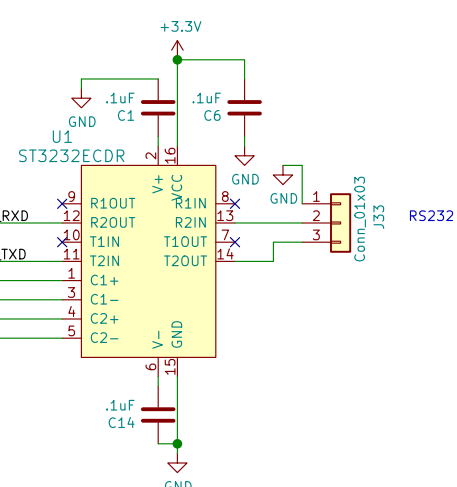 +3.3V
.1uF
C1
.1uF
C6
GND
GND
U1
ST3232ECDR
2
16
V+
VCC
9
R1OUT
R1IN
8
_RXD
12
R2OUT
R2IN
13
10
T1IN
T1OUT
7
_TXD
11
T2IN
T2OUT
14
1
C1+
3
C1-
4
C2+
5
C2-
V-
GND
6
15
GND
1
2
3
Conn_01x03
J33
RS232
.1uF
C14
GND